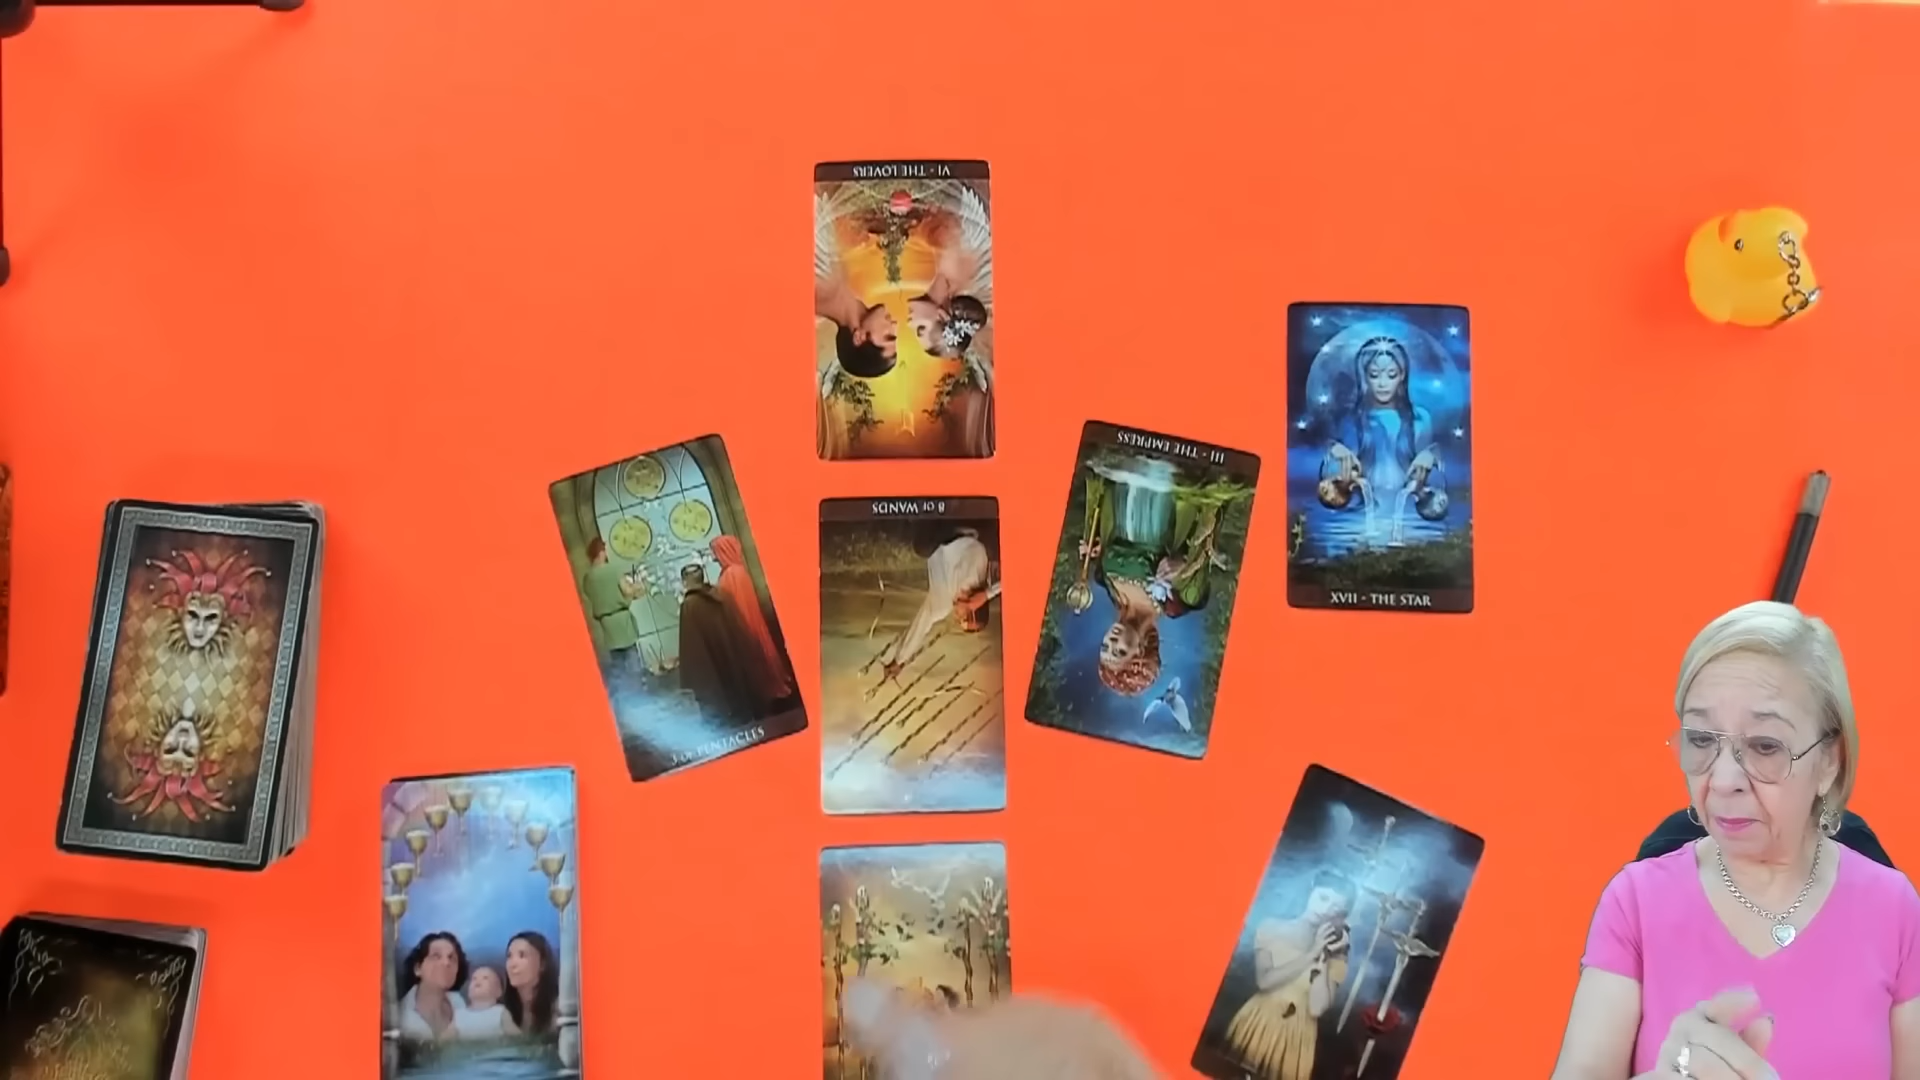 VI - THE LOVERS
III - THE EMPRESS
8 OF WANDS
XVII - THE STAR
3 OF PENTACLES